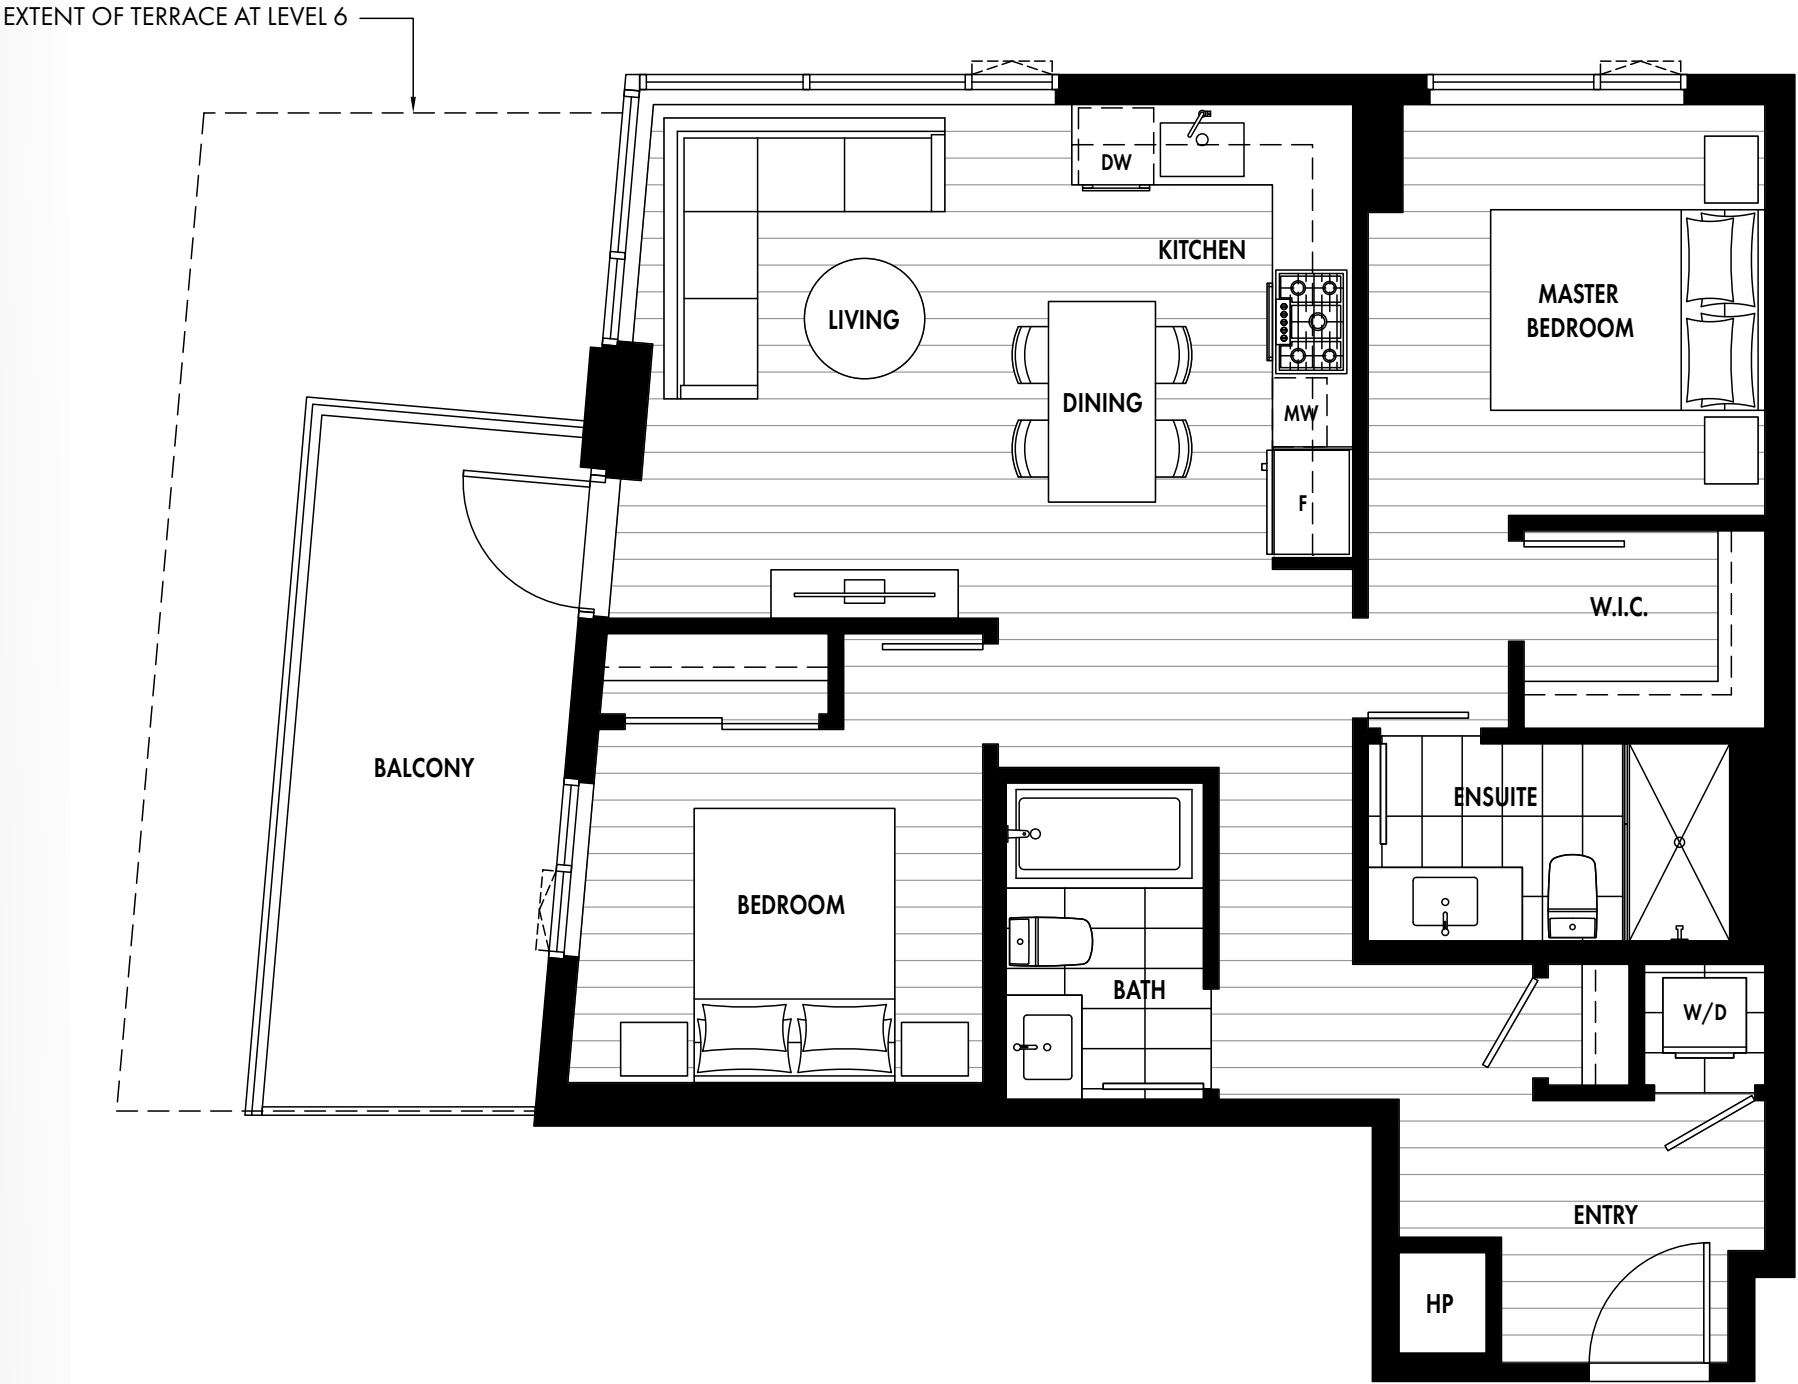 EXTENT OF TERRACE AT LEVEL 6
DW
KITCHEN
MASTER
BEDROOM
LIVING
DINING
MW
F
W.I.C.
BALCONY
ENSUITE
BEDROOM
BATH
W/D
ENTRY
HP